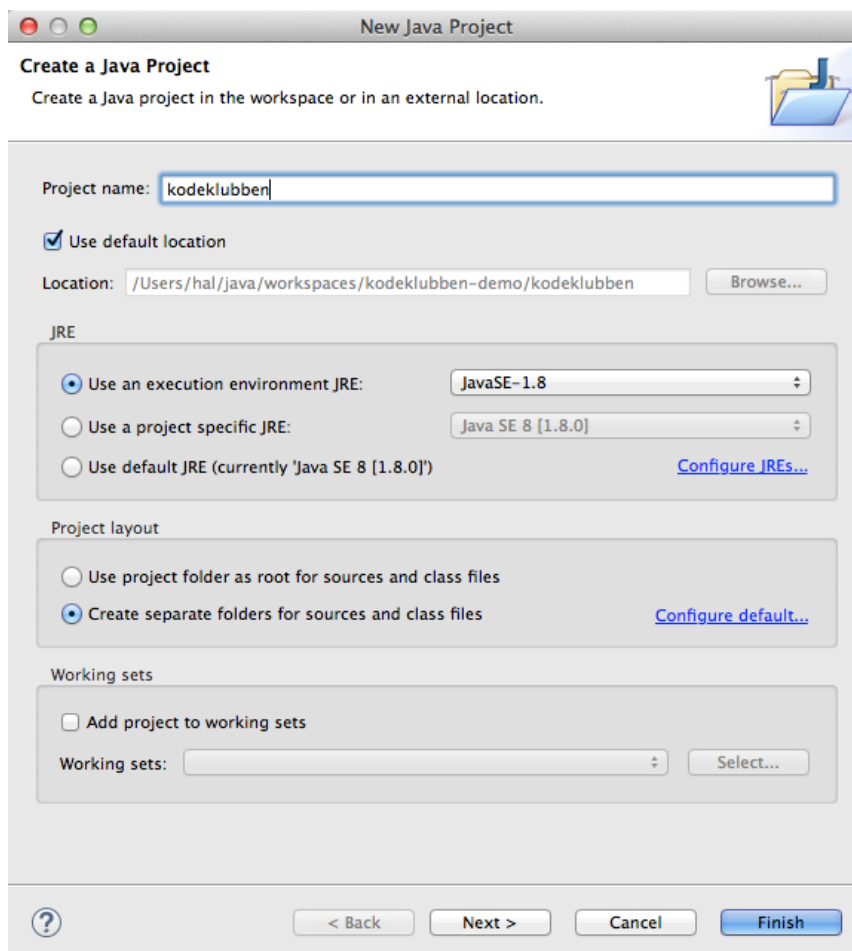 New Java Project
Create a Java Project
Create a Java project in the workspace or in an external location.
Project name: kodeklubben
Use default location
Location: /Users/hal/java/workspaces/kodeklubben-demo/kodeklubben Browse...
JRE
Use an execution environment JRE: JavaSE-1.8
Use a project specific JRE: Java SE 8 [1.8.0]
Use default JRE (currently 'Java SE 8 [1.8.0]') Configure JREs...
Project layout
Use project folder as root for sources and class files
Create separate folders for sources and class files Configure default...
Working sets
Add project to working sets
Working sets: Select...
? < Back Next > Cancel Finish